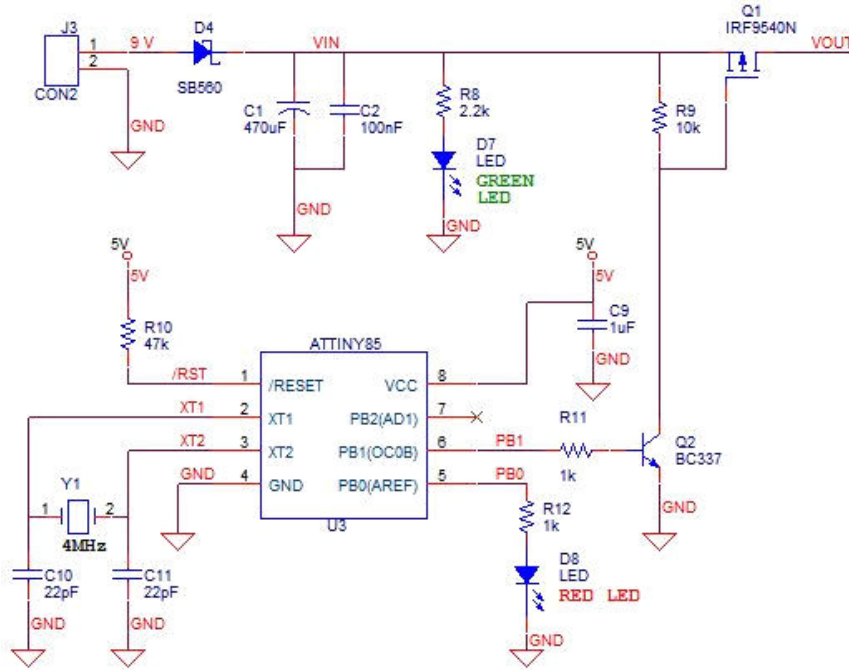 Q1
IRF9540N
J3
D4
1
9 V
VIN
VOUT
2
SB560
CON2
C1
470uF
C2
100nF
R8
2.2k
R9
10k
GND
D7
LED
GREEN
LED
GND
GND
5V
5V
5V
5V
R10
47k
C9
1uF
ATTINY85
GND
/RST
1
/RESET
VCC
8
XT1
2
XT1
PB2(AD1)
7
R11
XT2
3
XT2
PB1(OC0B)
6
PB1
Q2
BC337
GND
4
GND
PB0(AREF)
5
PB0
1k
Y1
1
2
U3
R12
1k
GND
4MHz
C10
22pF
C11
22pF
D8
LED
RED LED
GND
GND
GND